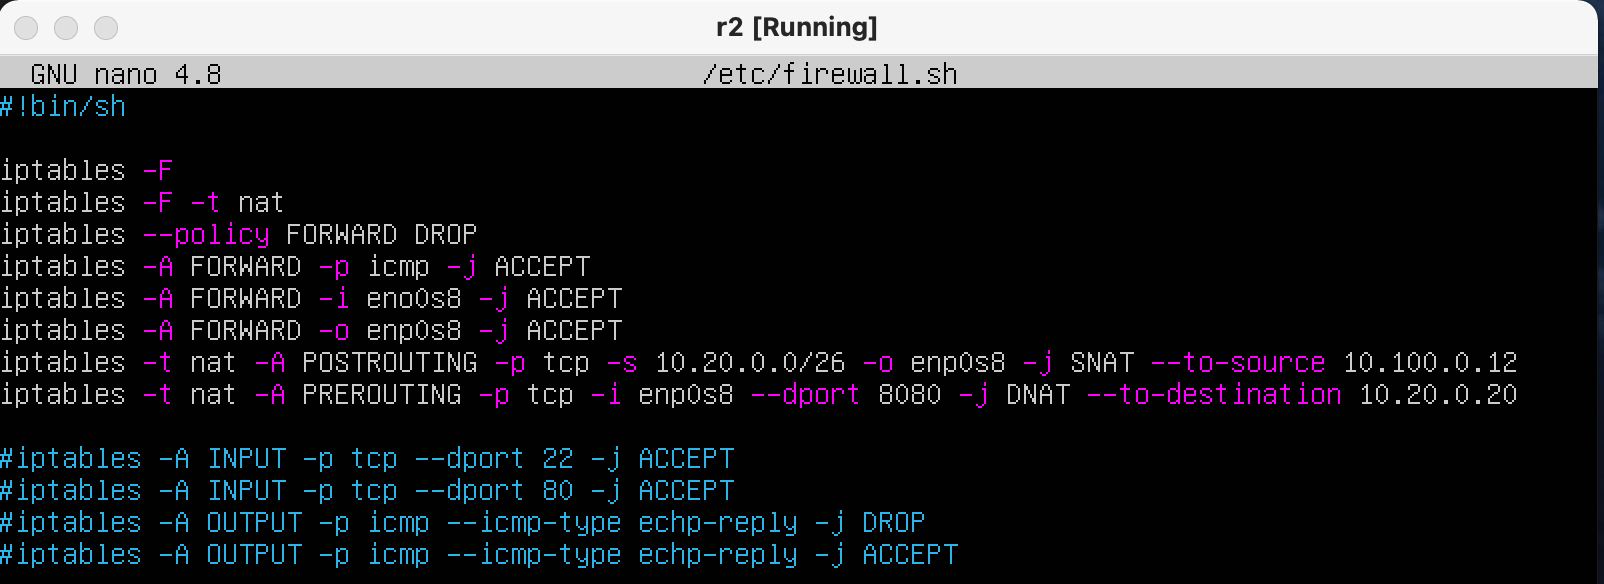 r2 [Running]
GNU nano 4.8 /etc/firewall.sh
#!bin/sh
iptables -F
iptables -F -t nat
iptables --policy FORWARD DROP
iptables -A FORWARD -p icmp -j ACCEPT
iptables -A FORWARD -i eno0s8 -j ACCEPT
iptables -A FORWARD -o enp0s8 -j ACCEPT
iptables -t nat -A POSTROUTING -p tcp -s 10.20.0.0/26 -o enp0s8 -j SNAT --to-source 10.100.0.12
iptables -t nat -A PREROUTING -p tcp -i enp0s8 --dport 8080 -j DNAT --to-destination 10.20.0.20
#iptables -A INPUT -p tcp --dport 22 -j ACCEPT
#iptables -A INPUT -p tcp --dport 80 -j ACCEPT
#iptables -A OUTPUT -p icmp --icmp-type echp-reply -j DROP
#iptables -A OUTPUT -p icmp --icmp-type echp-reply -j ACCEPT